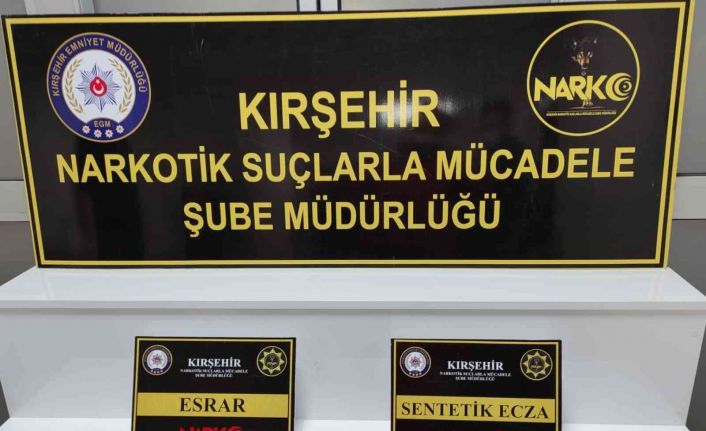 KIRŞEHİR EMNİYET MÜDÜRLÜĞÜ
EGM
NARKO
KIRŞEHİR
NARKOTİK SUÇLARLA MÜCADELE
ŞUBE MÜDÜRLÜĞÜ
KIRŞEHİR
NARKOTİK SUÇLARLA MÜCADELE
ŞUBE MÜDÜRLÜĞÜ
ESRAR
NARKO
KIRŞEHİR
NARKOTİK SUÇLARLA MÜCADELE
ŞUBE MÜDÜRLÜĞÜ
SENTETİK ECZA